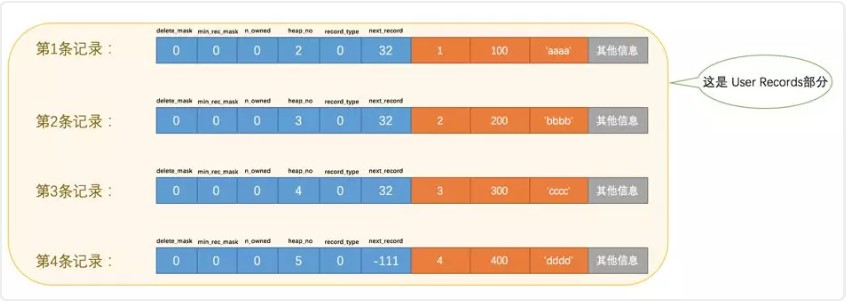 delete_mask min_rec_mask n_owned heap_no record_type next_record
第1条记录： 0 0 0 2 0 32 1 100 'aaaa' 其他信息
这是 User Records部分
delete_mask min_rec_mask n_owned heap_no record_type next_record
第2条记录： 0 0 0 3 0 32 2 200 'bbbb' 其他信息
delete_mask min_rec_mask n_owned heap_no record_type next_record
第3条记录： 0 0 0 4 0 32 3 300 'cccc' 其他信息
delete_mask min_rec_mask n_owned heap_no record_type next_record
第4条记录： 0 0 0 5 0 -111 4 400 'dddd' 其他信息